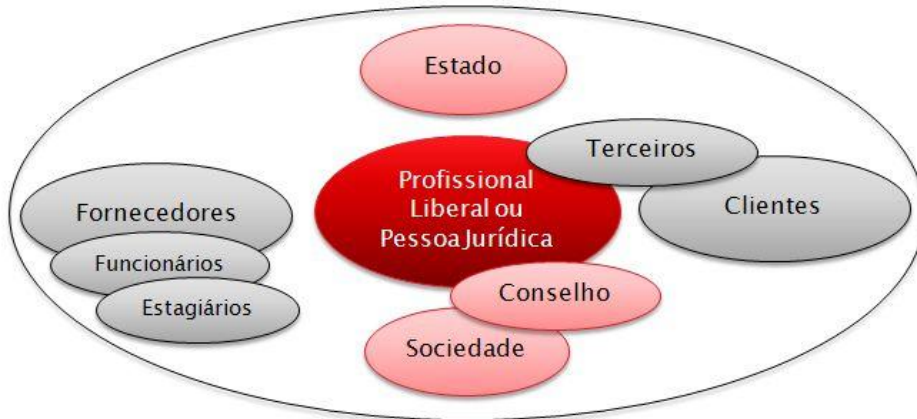 Estado
Terceiros
Profissional
Liberal ou
Pessoa Jurídica
Clientes
Fornecedores
Funcionários
Estagiários
Conselho
Sociedade